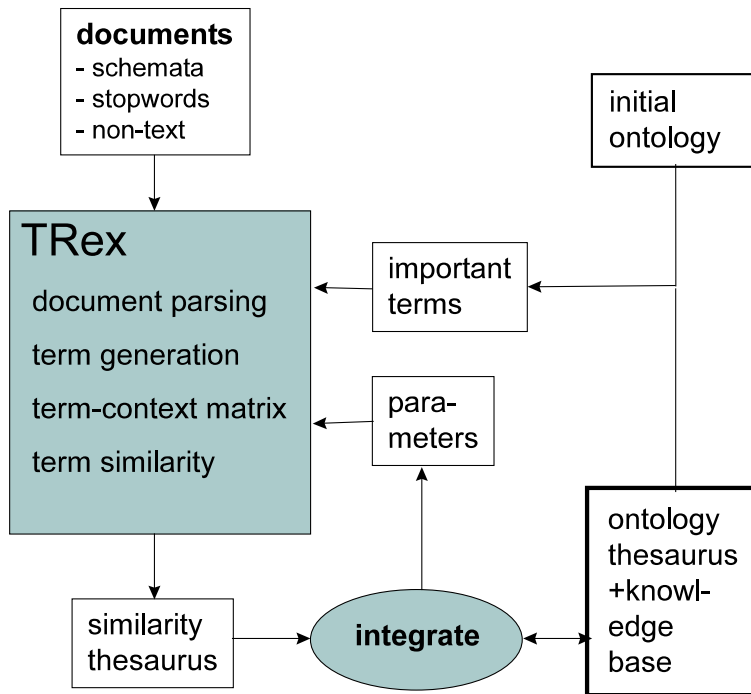 documents
- schemata
- stopwords
- non-text
initial
ontology
TRex
document parsing
term generation
term-context matrix
term similarity
important
terms
para-
meters
ontology
thesaurus
+knowl-
edge
base
similarity
thesaurus
integrate